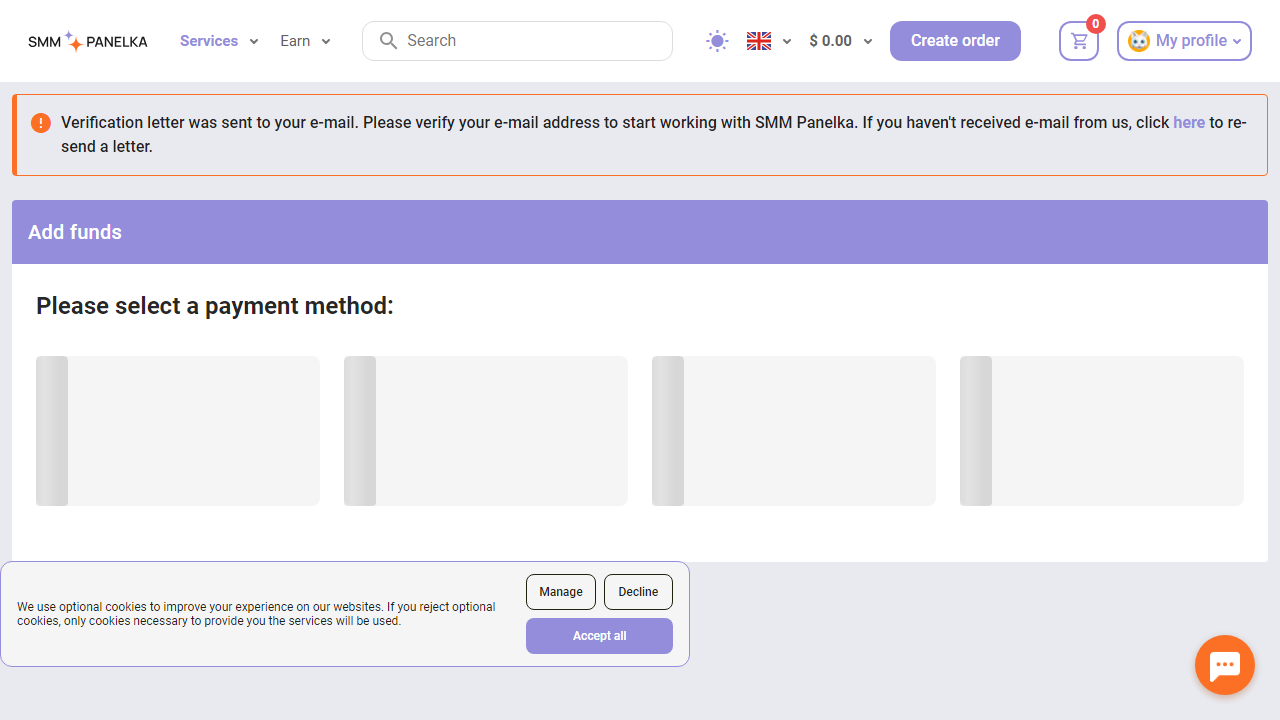 SMM PANELKA
Services
Earn
Search
$ 0.00
Create order
0
My profile
Verification letter was sent to your e-mail. Please verify your e-mail address to start working with SMM Panelka. If you haven't received e-mail from us, click here to re-
send a letter.
Add funds
Please select a payment method:
We use optional cookies to improve your experience on our websites. If you reject optional
cookies, only cookies necessary to provide you the services will be used.
Manage
Decline
Accept all